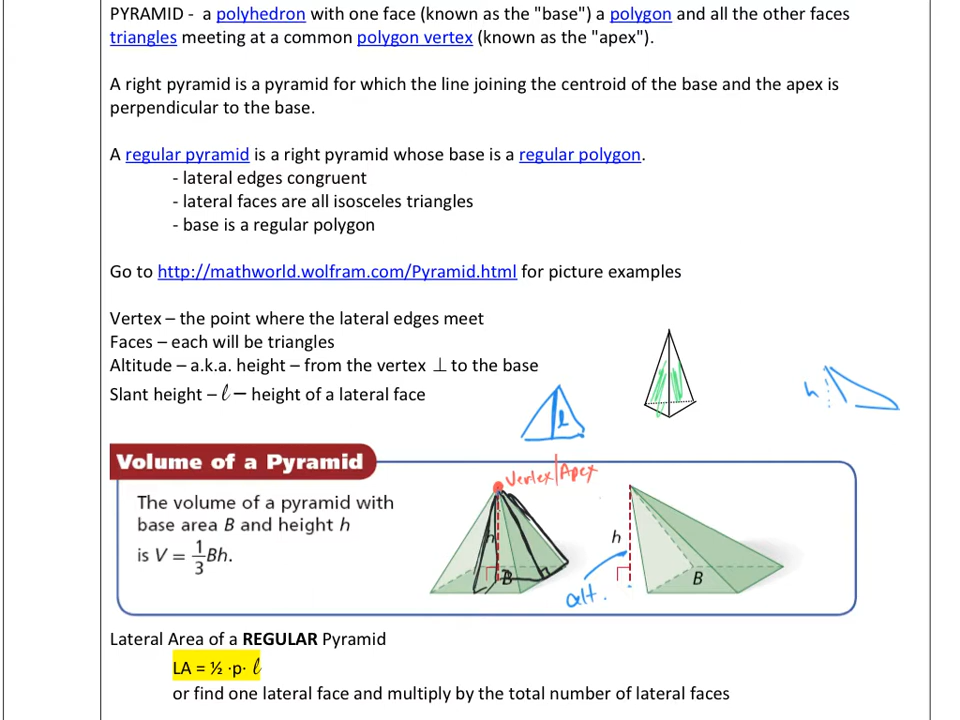 PYRAMID - a polyhedron with one face (known as the "base") a polygon and all the other faces
triangles meeting at a common polygon vertex (known as the "apex").
A right pyramid is a pyramid for which the line joining the centroid of the base and the apex is
perpendicular to the base.
A regular pyramid is a right pyramid whose base is a regular polygon.
- lateral edges congruent
- lateral faces are all isosceles triangles
- base is a regular polygon
Go to http://mathworld.wolfram.com/Pyramid.html for picture examples
Vertex – the point where the lateral edges meet
Faces – each will be triangles
Altitude – a.k.a. height – from the vertex ⊥ to the base
Slant height – ℓ – height of a lateral face
ℓ
h
Volume of a Pyramid
Vertex/Apex
The volume of a pyramid with
base area B and height h
is V = 1/3 Bh.
h
B
h
B
alt.
Lateral Area of a REGULAR Pyramid
LA = ½ ·p· ℓ
or find one lateral face and multiply by the total number of lateral faces